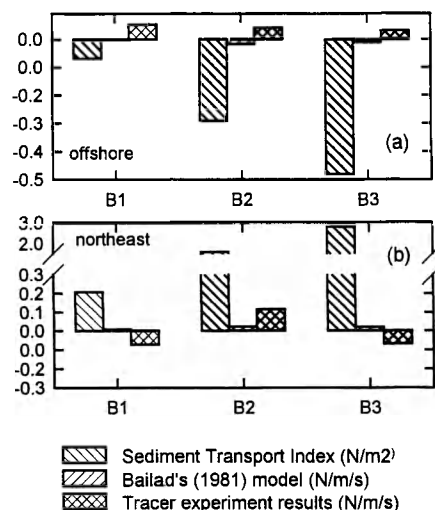 0.0
0.0
-0.2
-0.3
-0.4
-0.5
offshore
(a)
B1 B2 B3
3.0
2.0
northeast
(b)
0.3
0.2
0.1
0.0
0.0
-0.2
-0.3
B1 B2 B3
Sediment Transport Index (N/m2)
Bailad's (1981) model (N/m/s)
Tracer experiment results (N/m/s)